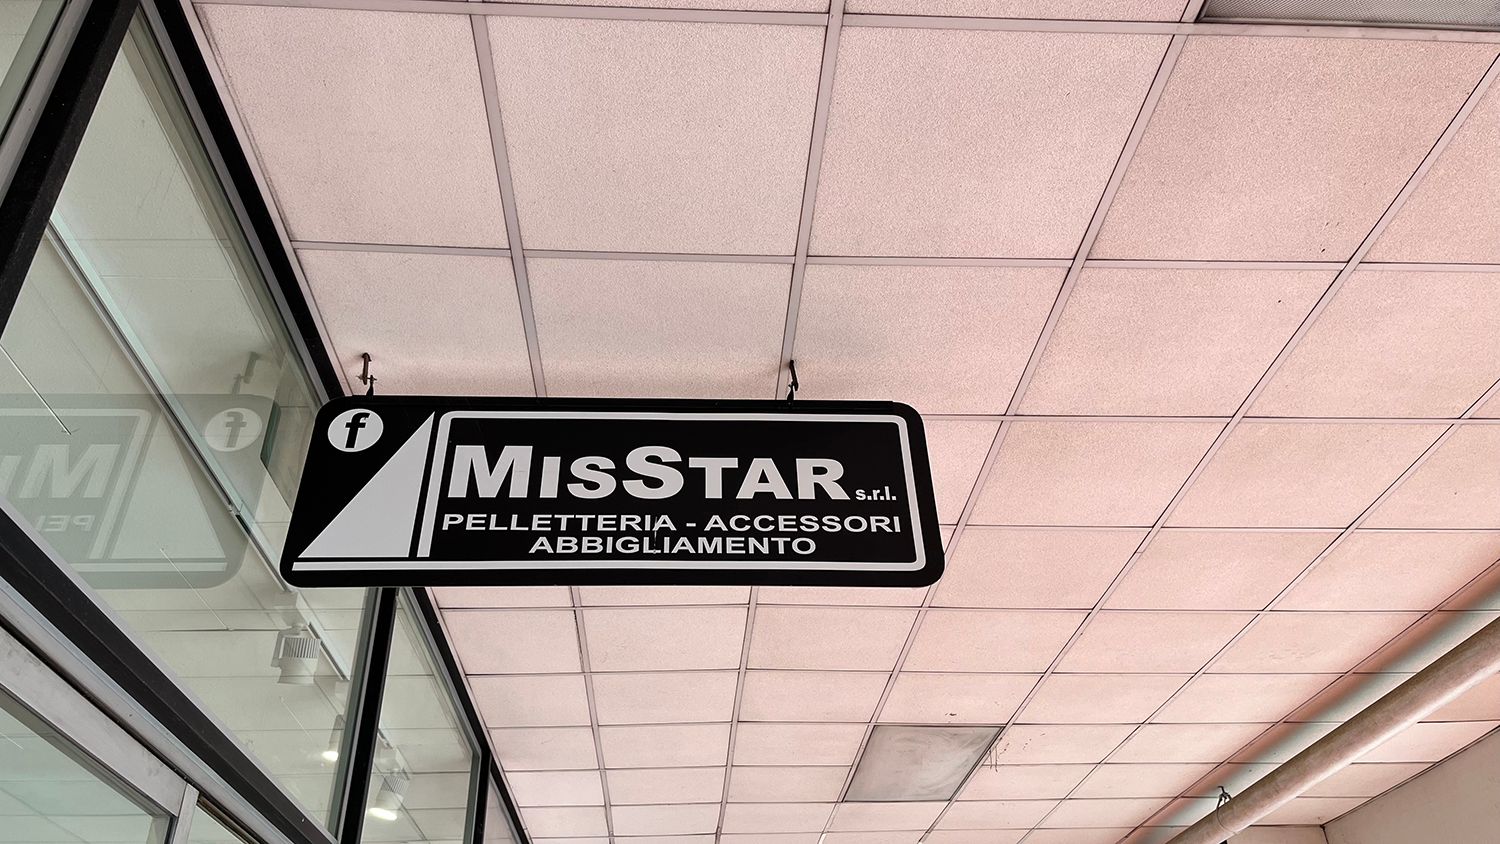 f
MISSTAR s.r.l.
PELLETTERIA - ACCESSORI
ABBIGLIAMENTO